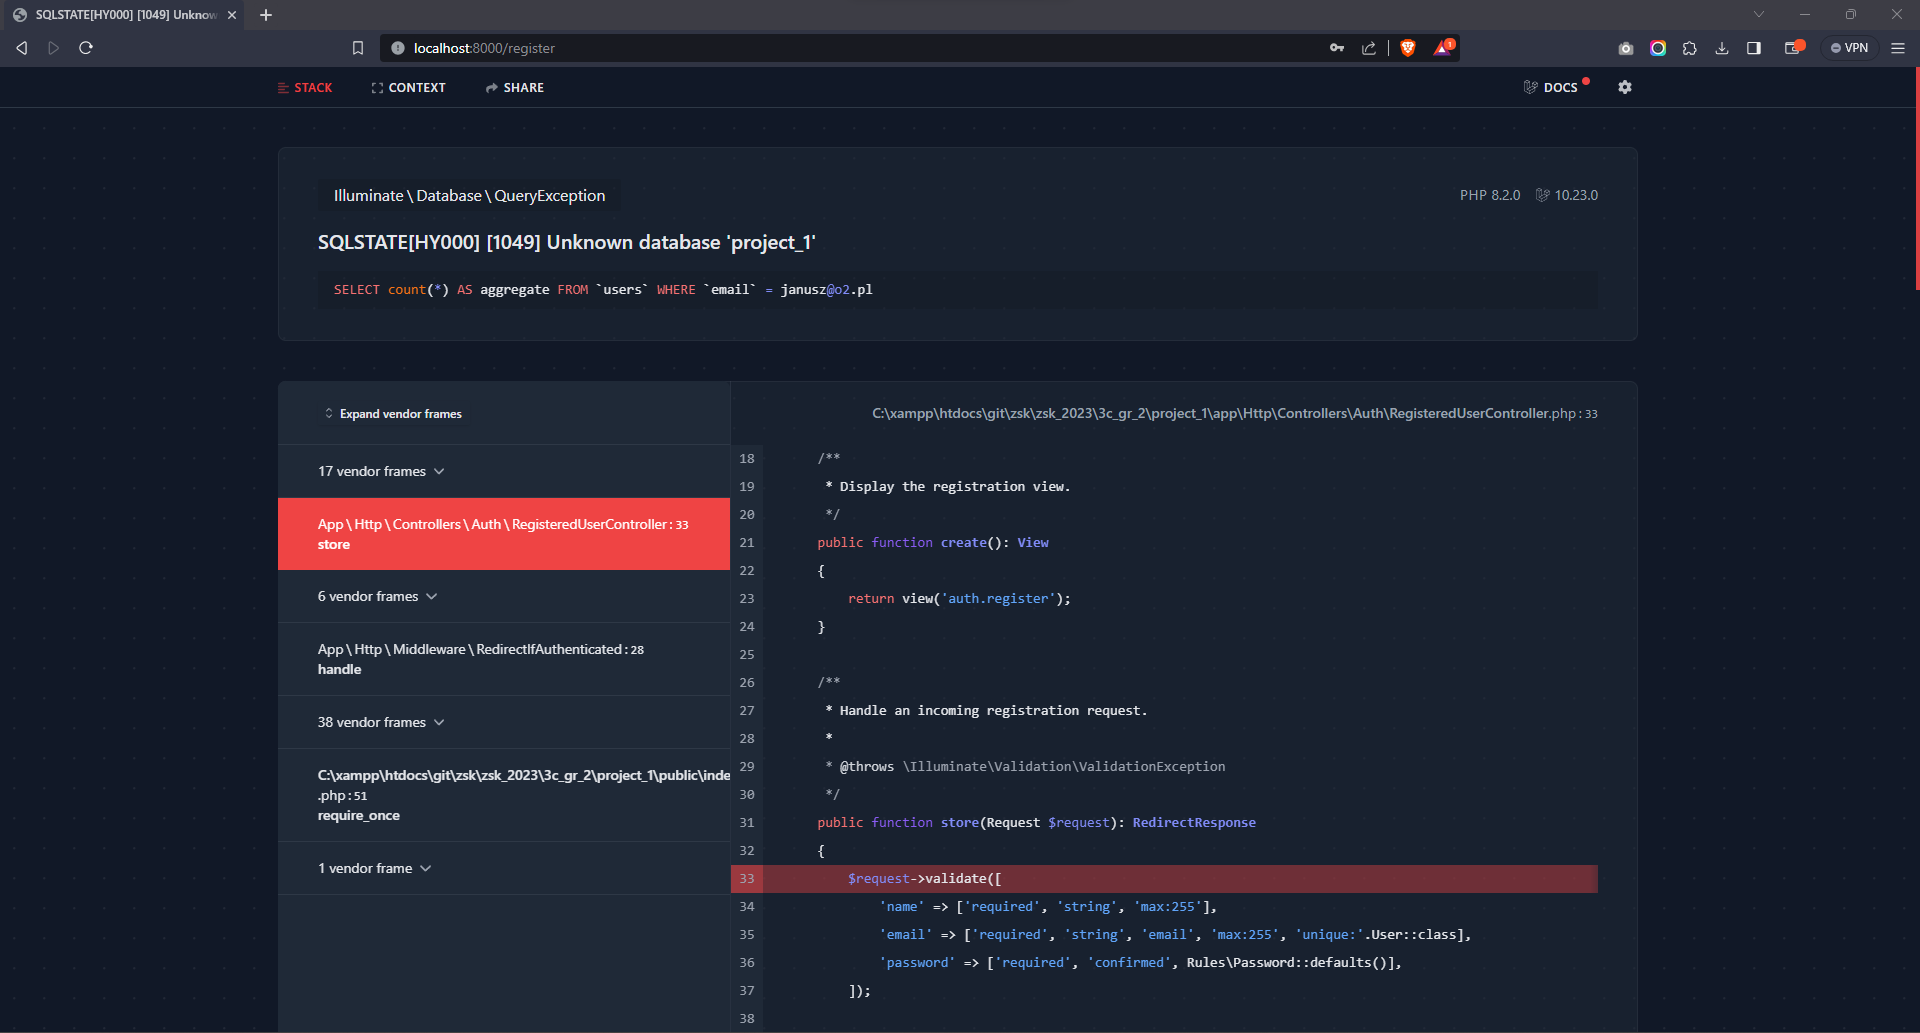 SQLSTATE[HY000] [1049] Unknow
localhost:8000/register
1
VPN
STACK
CONTEXT
SHARE
DOCS
Illuminate\Database\QueryException
PHP 8.2.0
10.23.0
SQLSTATE[HY000] [1049] Unknown database 'project_1'
SELECT count(*) AS aggregate FROM `users` WHERE `email` = janusz@o2.pl
Expand vendor frames
17 vendor frames
App\Http\Controllers\Auth\RegisteredUserController:33
store
6 vendor frames
App\Http\Middleware\RedirectIfAuthenticated:28
handle
38 vendor frames
C:\xampp\htdocs\git\zsk\zsk_2023\3c_gr_2\project_1\public\inde
.php:51
require_once
1 vendor frame
C:\xampp\htdocs\git\zsk\zsk_2023\3c_gr_2\project_1\app\Http\Controllers\Auth\RegisteredUserController.php:33
18 /**
19 * Display the registration view.
20 */
21 public function create(): View
22 {
23 return view('auth.register');
24 }
25
26 /**
27 * Handle an incoming registration request.
28 *
29 * @throws \Illuminate\Validation\ValidationException
30 */
31 public function store(Request $request): RedirectResponse
32 {
33 $request->validate([
34 'name' => ['required', 'string', 'max:255'],
35 'email' => ['required', 'string', 'email', 'max:255', 'unique:'.User::class],
36 'password' => ['required', 'confirmed', Rules\Password::defaults()],
37 ]);
38